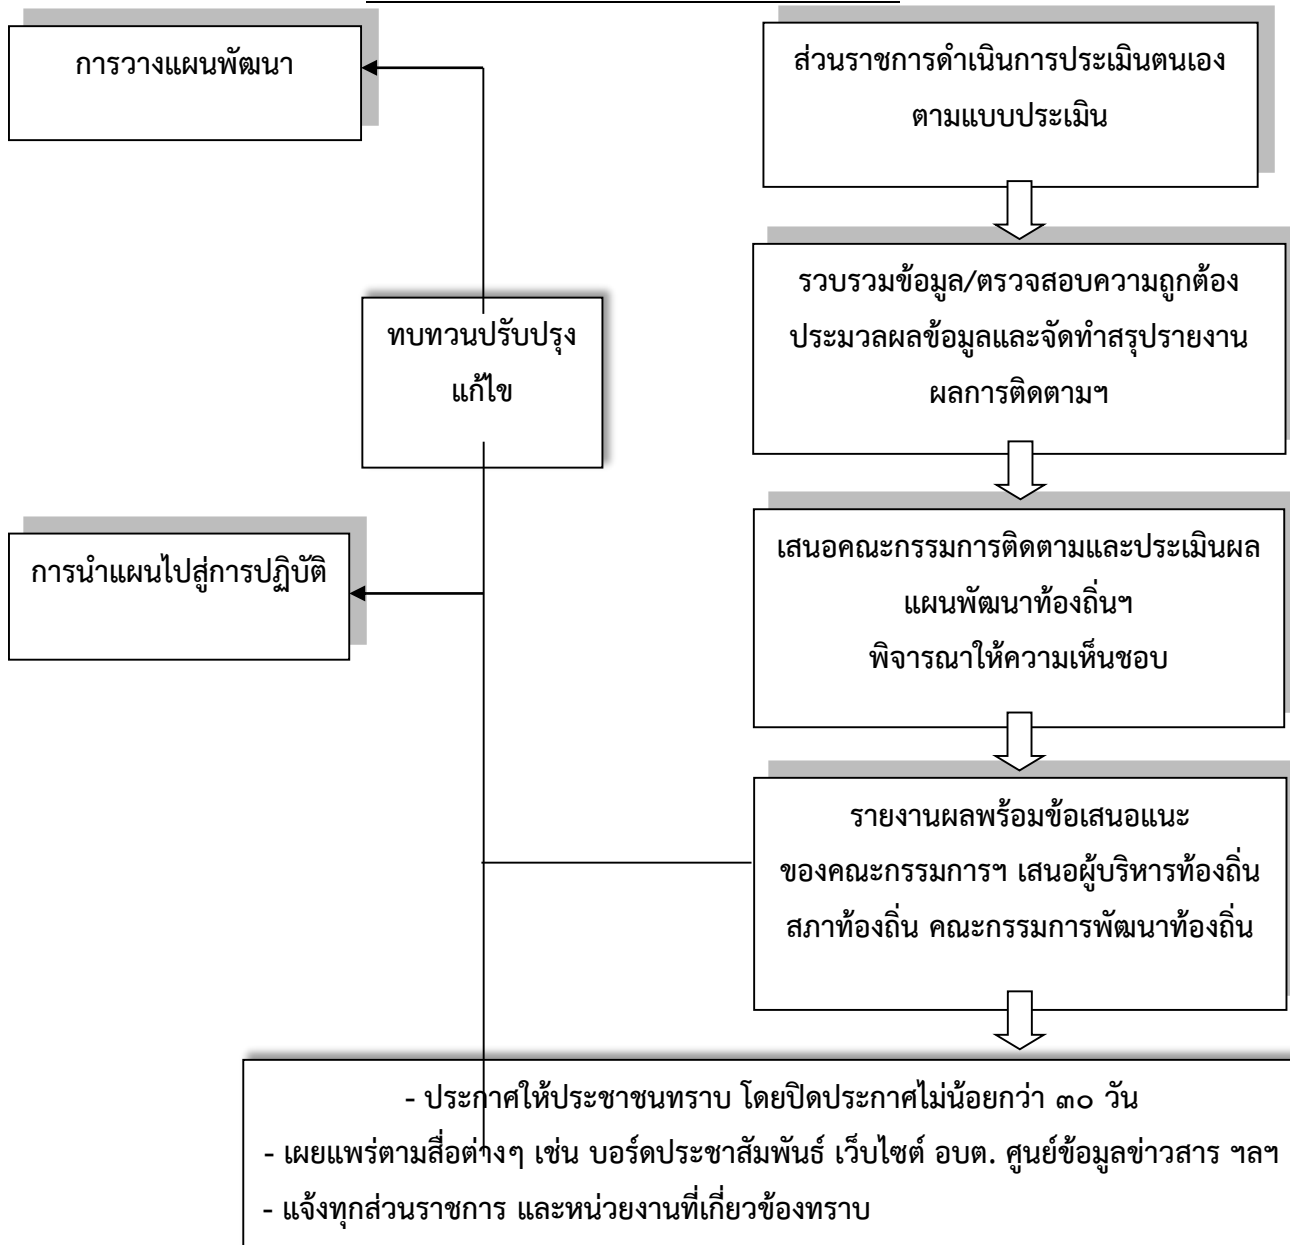 การวางแผนพัฒนา
ส่วนราชการดำเนินการประเมินตนเอง
ตามแบบประเมิน
รวบรวมข้อมูล/ตรวจสอบความถูกต้อง
ประมวลผลข้อมูลและจัดทำสรุปรายงาน
ผลการติดตามฯ
ทบทวนปรับปรุง
แก้ไข
เสนอคณะกรรมการติดตามและประเมินผล
แผนพัฒนาท้องถิ่นฯ
พิจารณาให้ความเห็นชอบ
การนำแผนไปสู่การปฏิบัติ
รายงานผลพร้อมข้อเสนอแนะ
ของคณะกรรมการฯ เสนอผู้บริหารท้องถิ่น
สภาท้องถิ่น คณะกรรมการพัฒนาท้องถิ่น
- ประกาศให้ประชาชนทราบ โดยปิดประกาศไม่น้อยกว่า ๓๐ วัน
- เผยแพร่ตามสื่อต่างๆ เช่น บอร์ดประชาสัมพันธ์ เว็บไซต์ อบต. ศูนย์ข้อมูลข่าวสาร ฯลฯ
- แจ้งทุกส่วนราชการ และหน่วยงานที่เกี่ยวข้องทราบ